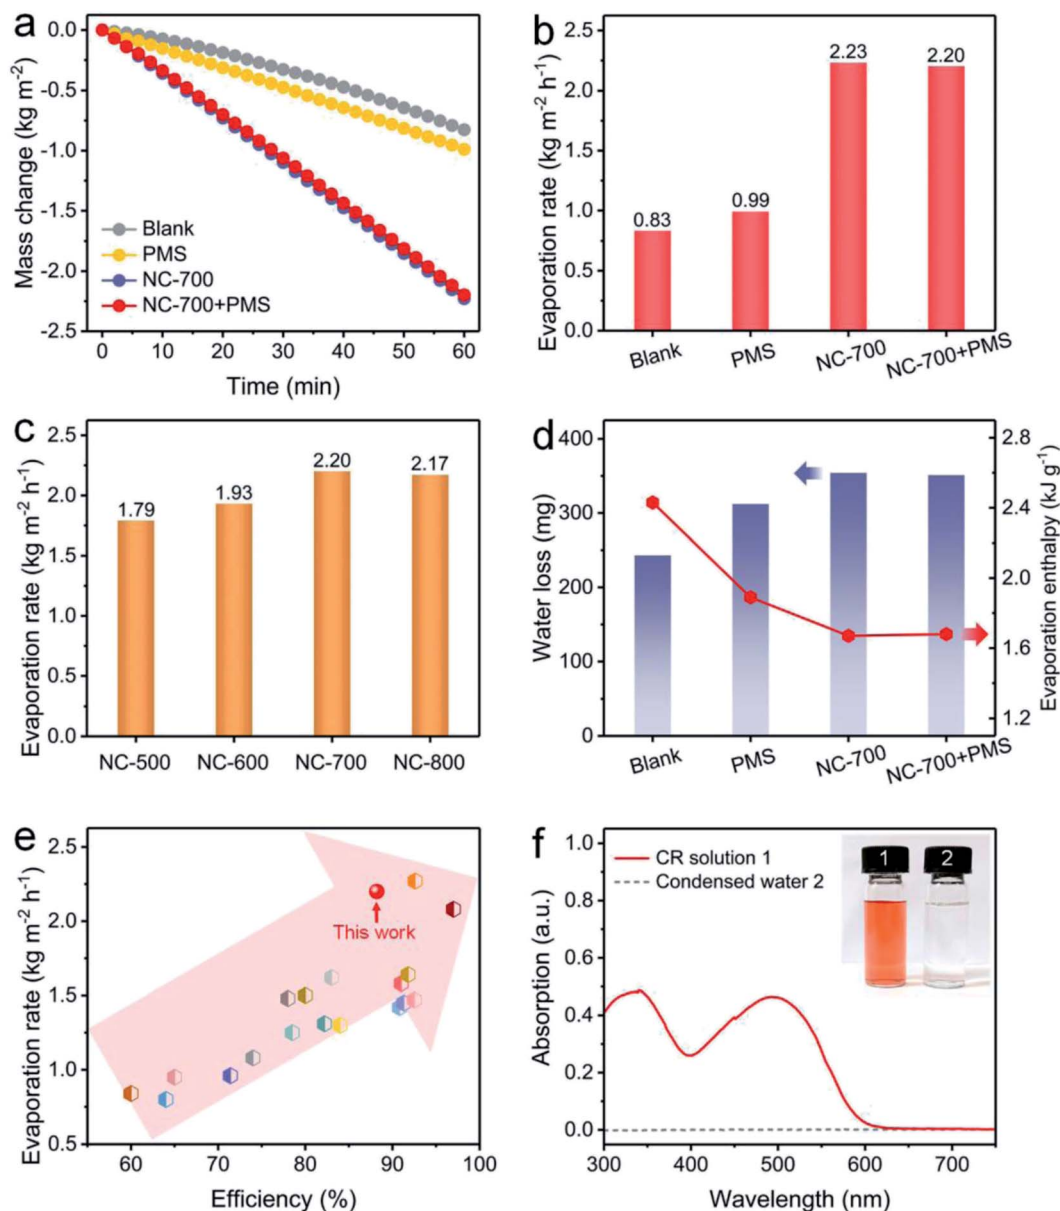 a
Mass change (kg m⁻²)
0.0
-0.5
-1.0
-1.5
-2.0
-2.5
Blank
PMS
NC-700
NC-700+PMS
0 10 20 30 40 50 60
Time (min)
b
Evaporation rate (kg m⁻² h⁻¹)
2.5
2.0
1.5
1.0
0.5
0.0
0.83
0.99
2.23
2.20
Blank PMS NC-700 NC-700+PMS
c
Evaporation rate (kg m⁻² h⁻¹)
2.5
2.0
1.5
1.0
0.5
0.0
1.79
1.93
2.20
2.17
NC-500 NC-600 NC-700 NC-800
d
Water loss (mg)
400
300
200
100
0
2.8
2.4
2.0
1.6
1.2
Evaporation enthalpy (kJ g⁻¹)
Blank PMS NC-700 NC-700+PMS
e
Evaporation rate (kg m⁻² h⁻¹)
2.5
2.0
1.5
1.0
0.5
This work
60 70 80 90 100
Efficiency (%)
f
Absorption (a.u.)
1.0
0.8
0.6
0.4
0.2
0.0
CR solution 1
Condensed water 2
1 2
300 400 500 600 700
Wavelength (nm)